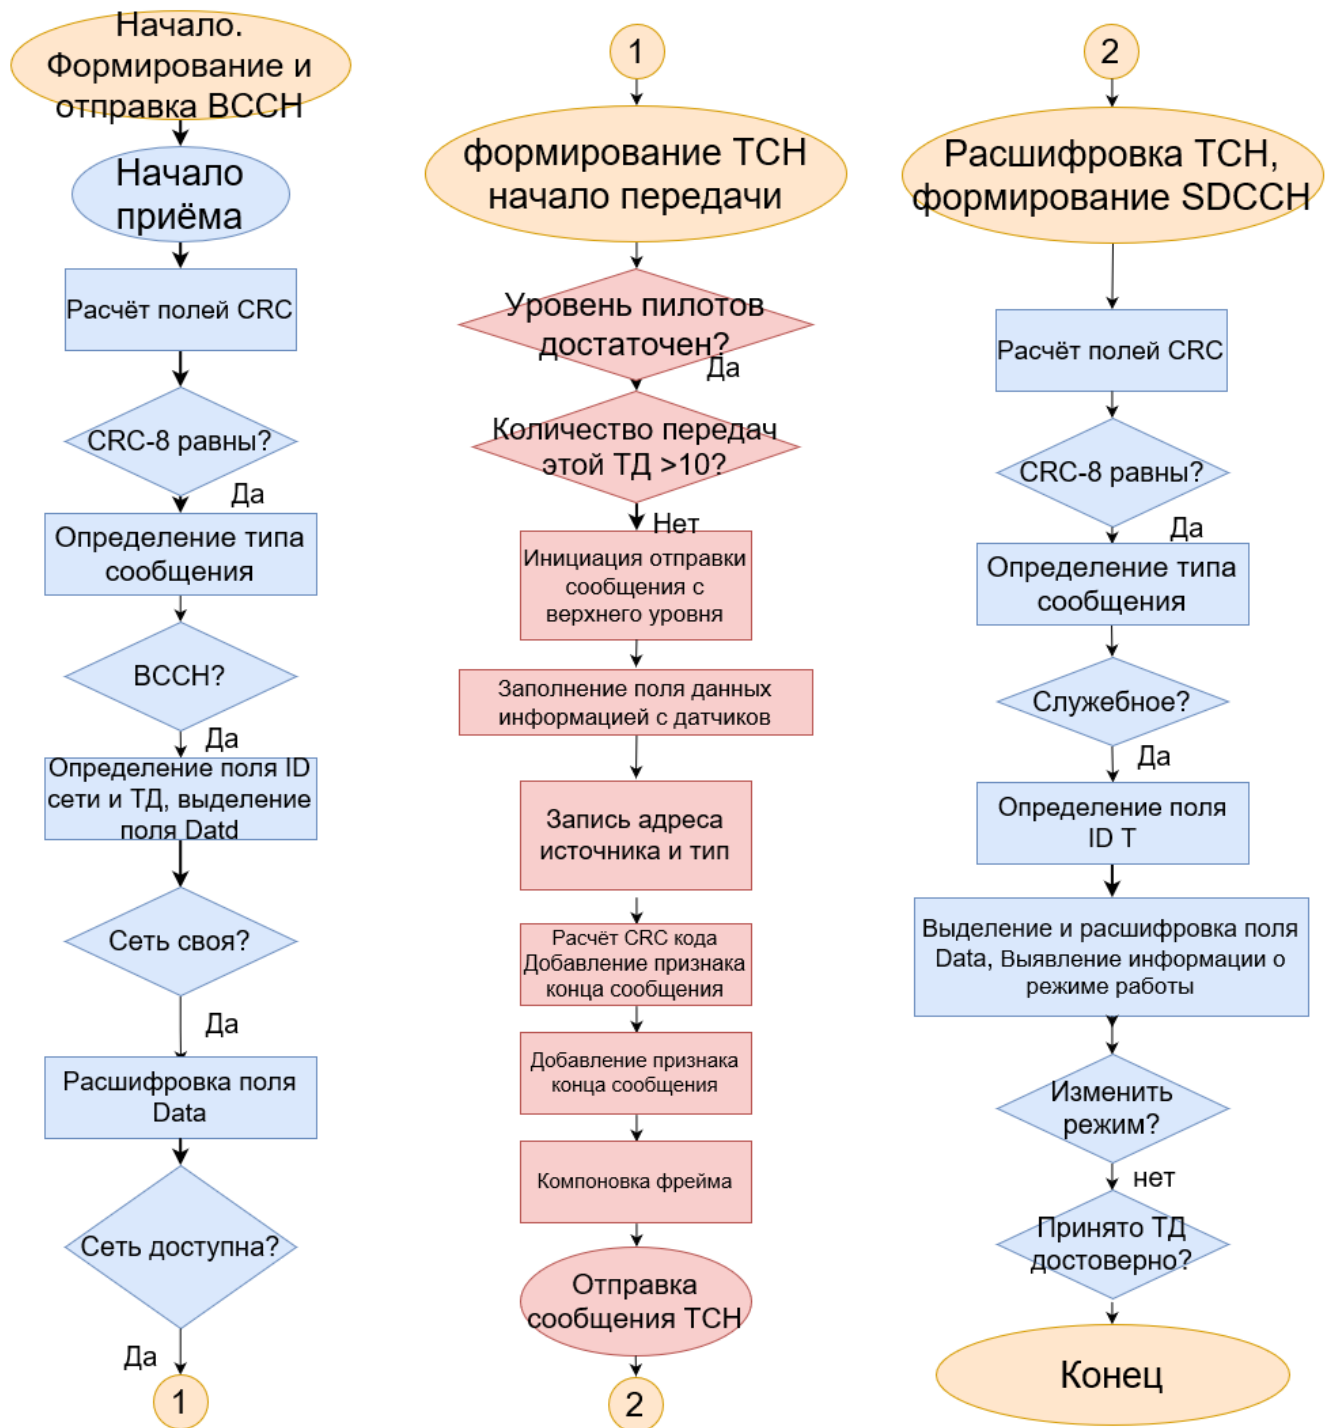 Начало.
Формирование и
отправка BCCH
Начало
приёма
Расчёт полей CRC
CRC-8 равны?
Да
Определение типа
сообщения
BCCH?
Да
Определение поля ID
сети и ТД, выделение
поля Datd
Сеть своя?
Да
Расшифровка поля
Data
Сеть доступна?
Да
1
1
формирование TCH
начало передачи
Уровень пилотов
достаточен?
Да
Количество передач
этой ТД >10?
Нет
Инициация отправки
сообщения с
верхнего уровня
Заполнение поля данных
информацией с датчиков
Запись адреса
источника и тип
Расчёт CRC кода
Добавление признака
конца сообщения
Добавление признака
конца сообщения
Компоновка фрейма
Отправка
сообщения TCH
2
2
Расшифровка TCH,
формирование SDCCH
Расчёт полей CRC
CRC-8 равны?
Да
Определение типа
сообщения
Служебное?
Да
Определение поля
ID T
Выделение и расшифровка поля
Data, Выявление информации о
режиме работы
Изменить
режим?
нет
Принято ТД
достоверно?
Конец